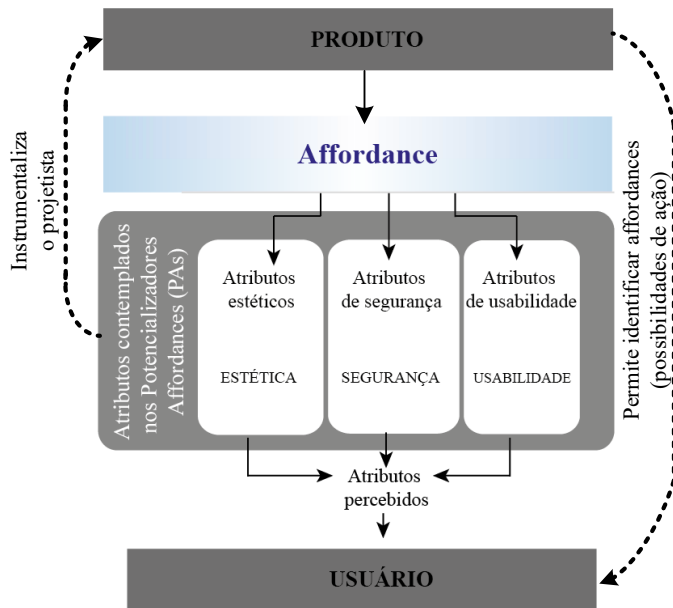 PRODUTO
Affordance
Instrumentaliza
o projetista
Atributos contemplados
nos Potencializadores
Affordances (PAs)
Atributos
estéticos
ESTÉTICA
Atributos
de segurança
SEGURANÇA
Atributos
de usabilidade
USABILIDADE
Permite identificar affordances
(possibilidades de ação)
Atributos
percebidos
USUÁRIO